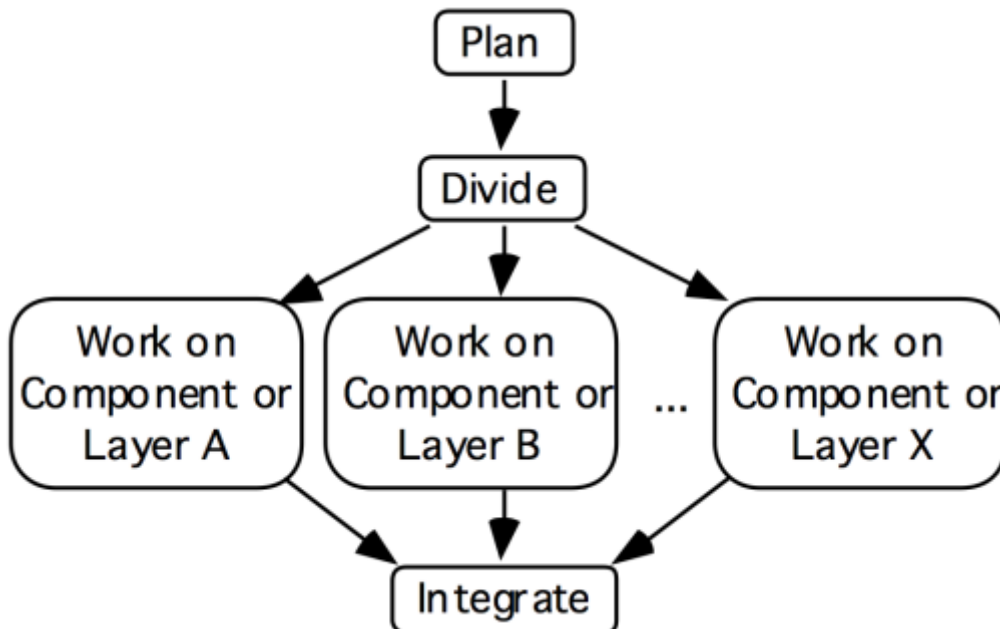 Plan
Divide
Work on
Component or
Layer A
Work on
Component or
Layer B
...
Work on
Component or
Layer X
Integrate